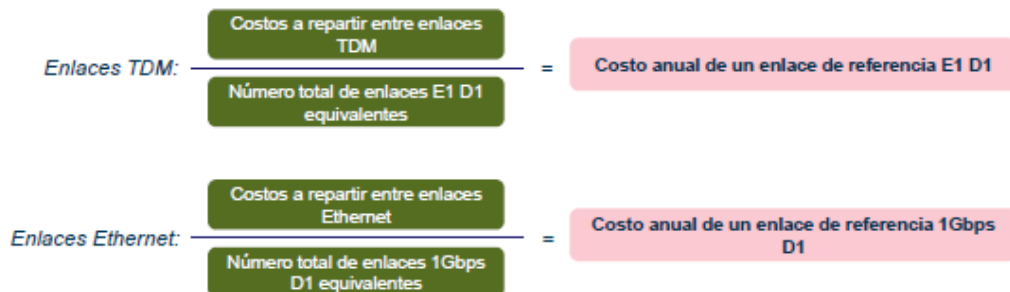 Costos a repartir entre enlaces
TDM
Enlaces TDM:
=
Costo anual de un enlace de referencia E1 D1
Número total de enlaces E1 D1
equivalentes
Costos a repartir entre enlaces
Ethernet
Enlaces Ethernet:
=
Costo anual de un enlace de referencia 1Gbps
D1
Número total de enlaces 1Gbps
D1 equivalentes